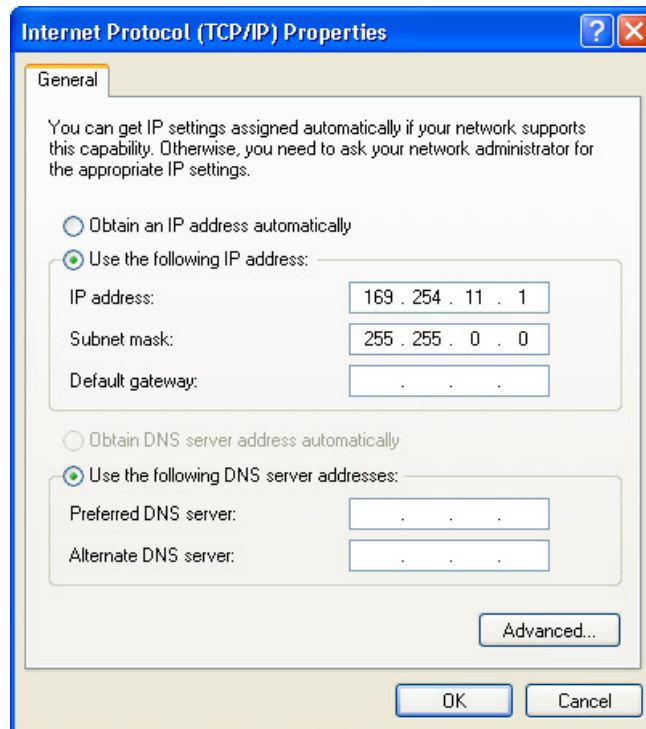 Internet Protocol (TCP/IP) Properties
General
You can get IP settings assigned automatically if your network supports
this capability. Otherwise, you need to ask your network administrator for
the appropriate IP settings.
Obtain an IP address automatically
Use the following IP address:
IP address: 169 . 254 . 11 . 1
Subnet mask: 255 . 255 . 0 . 0
Default gateway: . . .
Obtain DNS server address automatically
Use the following DNS server addresses:
Preferred DNS server: . . .
Alternate DNS server: . . .
Advanced...
OK Cancel